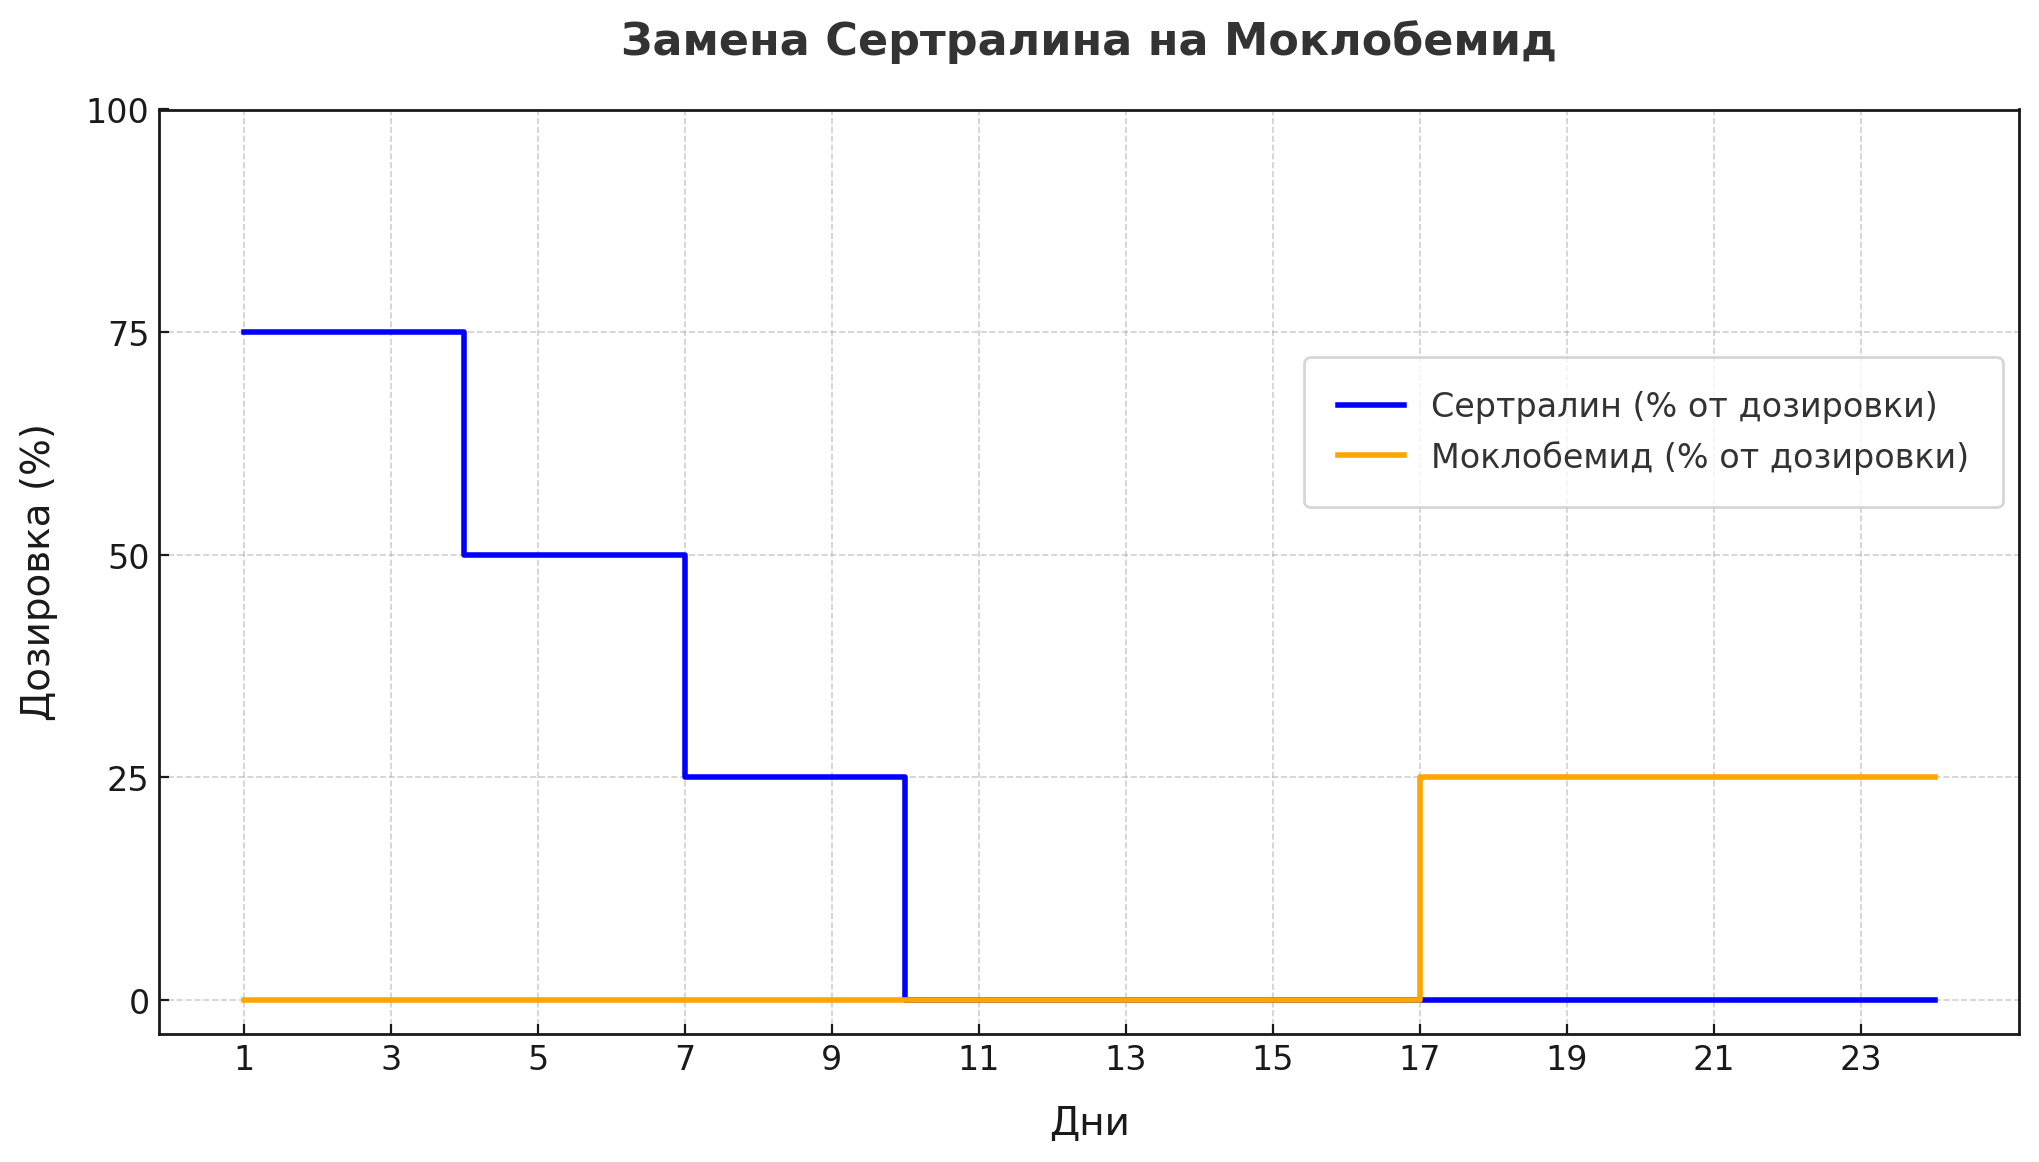 Замена Сертралина на Моклобемид
100
75
50
25
0
Дозировка (%)
Сертралин (% от дозировки)
Моклобемид (% от дозировки)
1 3 5 7 9 11 13 15 17 19 21 23
Дни